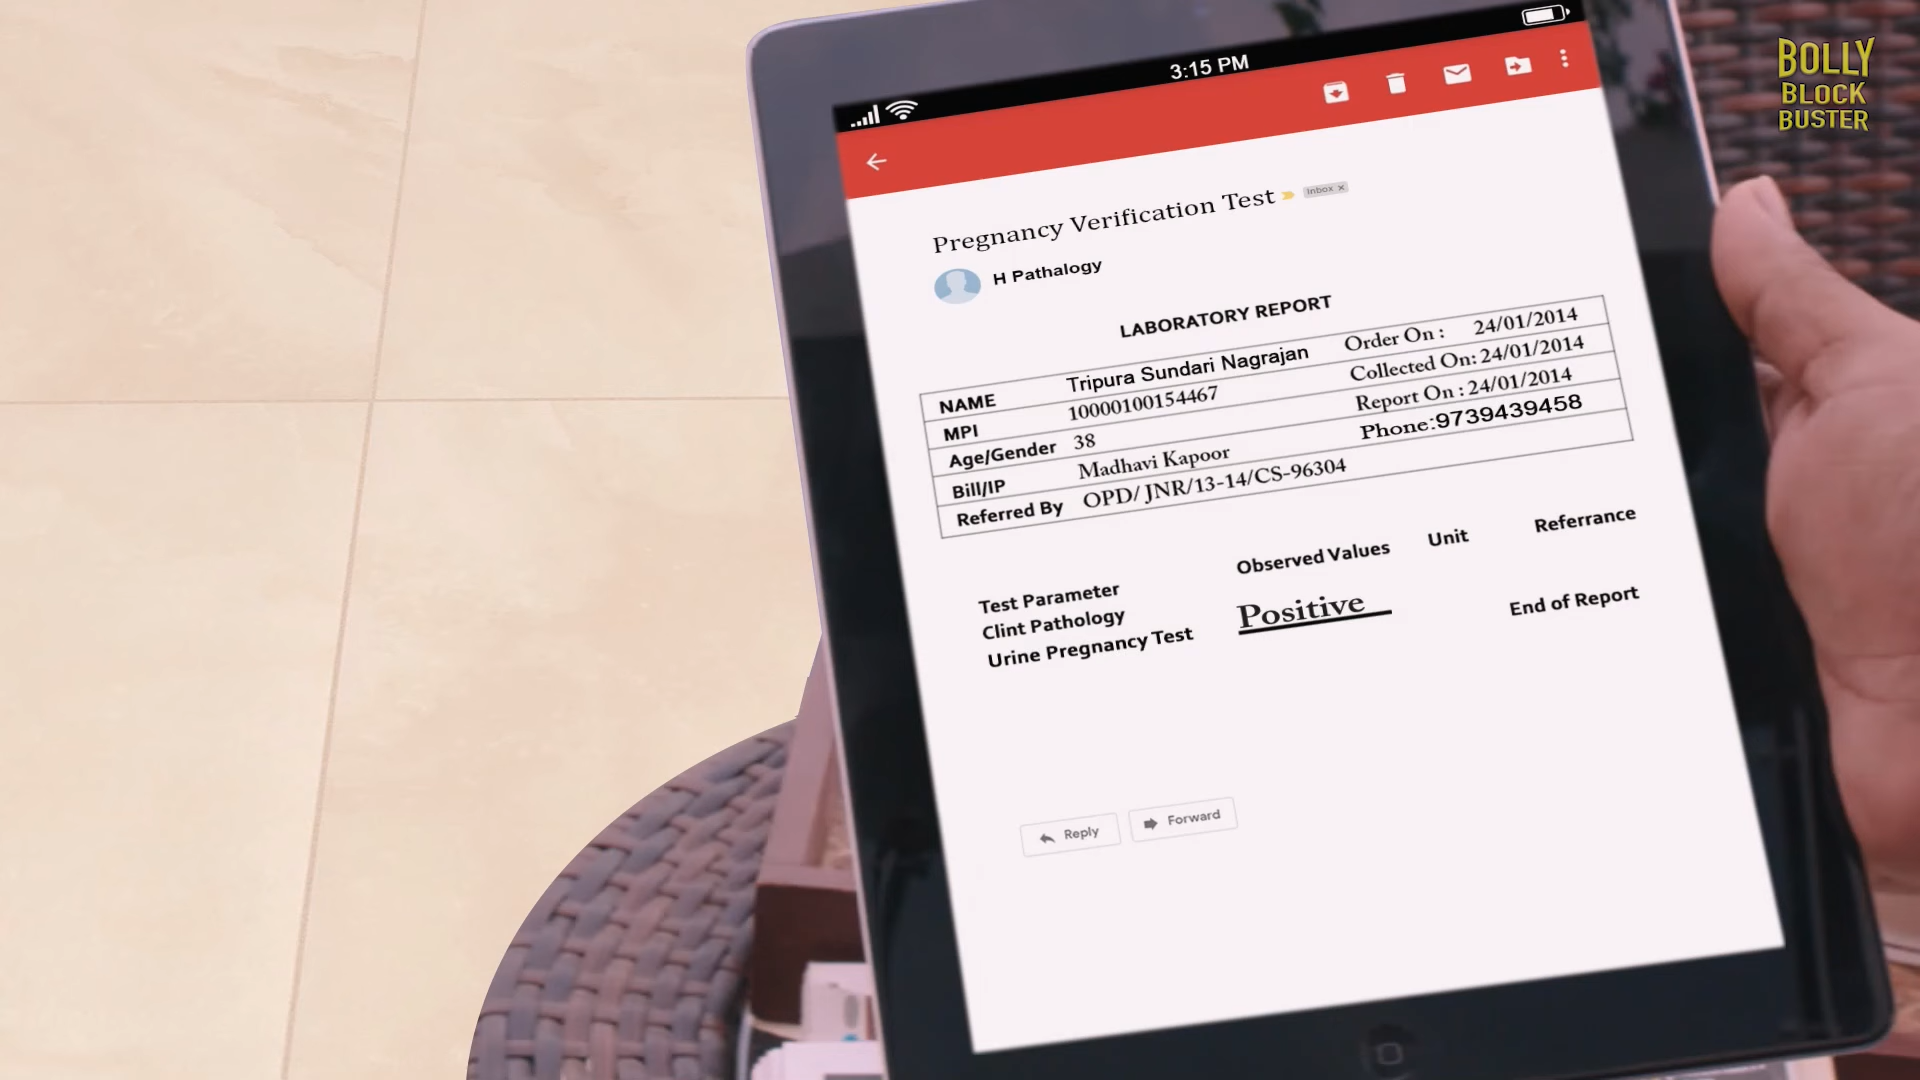 BOLLY
BLOCK
BUSTER
3:15 PM
Pregnancy Verification Test Inbox x
H Pathalogy
LABORATORY REPORT
NAME Tripura Sundari Nagrajan Order On : 24/01/2014
MPI 10000100154467 Collected On: 24/01/2014
Age/Gender 38 Report On : 24/01/2014
Bill/IP Madhavi Kapoor Phone:9739439458
Referred By OPD/ JNR/13-14/CS-96304
Observed Values Unit Referrance
Test Parameter
Clint Pathology Positive End of Report
Urine Pregnancy Test
Reply Forward